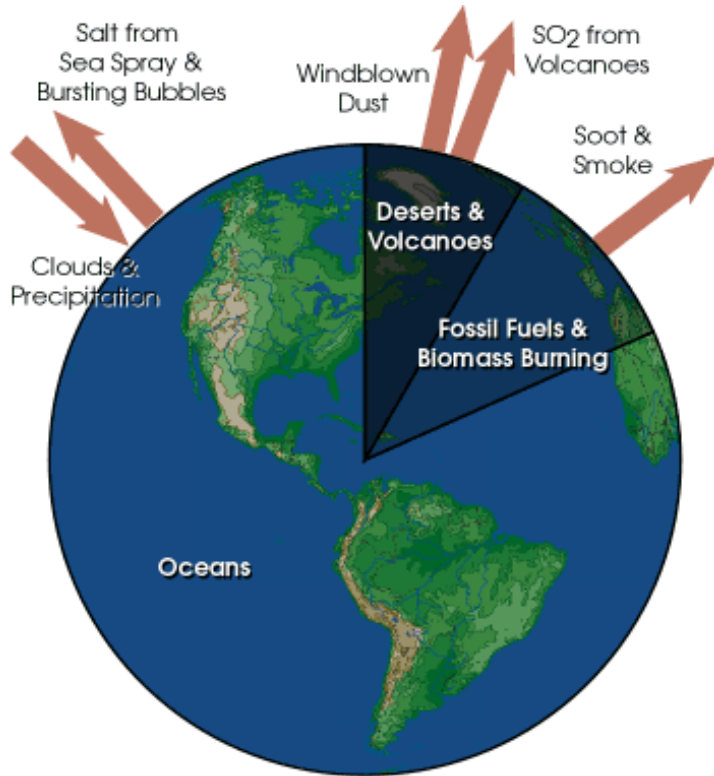 Salt from
Sea Spray &
Bursting Bubbles
Windblown
Dust
SO₂ from
Volcanoes
Soot &
Smoke
Clouds &
Precipitation
Deserts &
Volcanoes
Fossil Fuels &
Biomass Burning
Oceans